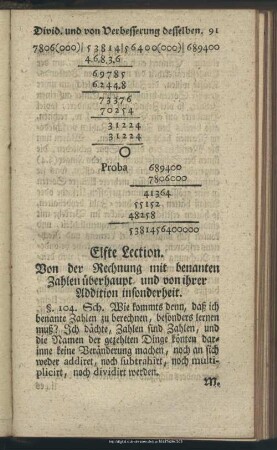 Divid. und von Verbesserung desselben. 91
7806(000)| 53814|56400(000)| 689400
4.6.8.3.6
69785
6244.8
73376
70254
31224
31224
O
Proba 689400
7806000
41364
55152
48258
5381456400000
Elfte Lection.
Von der Rechnung mit benanten
Zahlen überhaupt und von ihrer
Addition insonderheit.
§. 104. Sch. Wie kommts denn, daß ich
benante Zahlen zu berechnen, besonders lernen
muß? Ich dächte, Zahlen sind Zahlen, und
die Namen der gezehlten Dinge könten dar-
inne keine Veränderung machen, noch an sich
weder addiret, noch subtrahirt, noch multi-
plicirt, noch dividirt werden.
M.